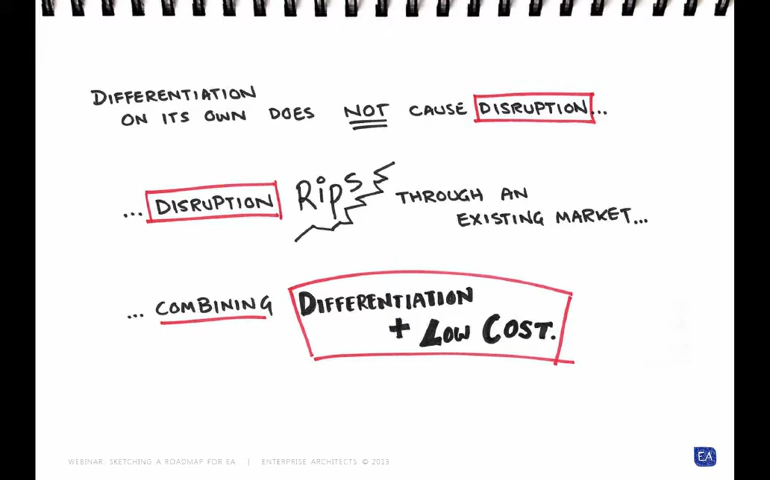 DIFFERENTIATION
ON ITS OWN DOES NOT CAUSE DISRUPTION...
... DISRUPTION RipS THROUGH AN
EXISTING MARKET...
... COMBINING DIFFERENTIATION
+ LOW COST.
WEBINAR: SKETCHING A ROADMAP FOR EA | ENTERPRISE ARCHITECTS © 2013
EA